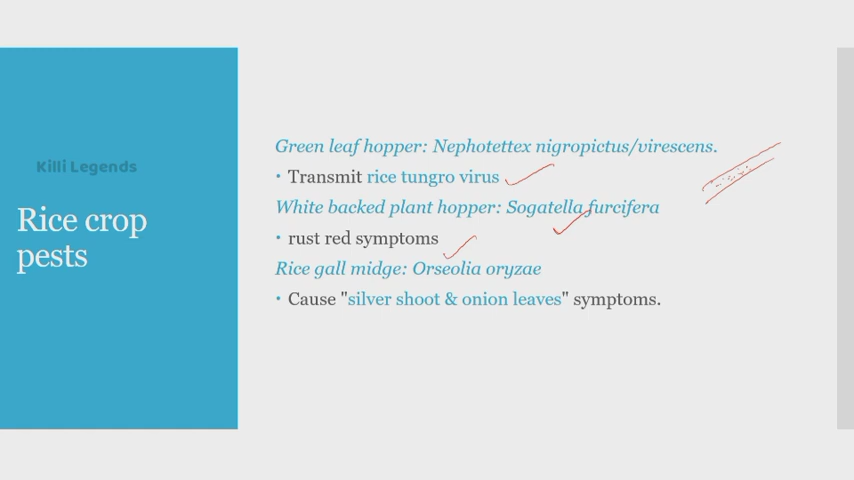 Killi Legends
Rice crop
pests
Green leaf hopper: Nephotettex nigropictus/virescens.
• Transmit rice tungro virus
White backed plant hopper: Sogatella furcifera
• rust red symptoms
Rice gall midge: Orseolia oryzae
• Cause "silver shoot & onion leaves" symptoms.